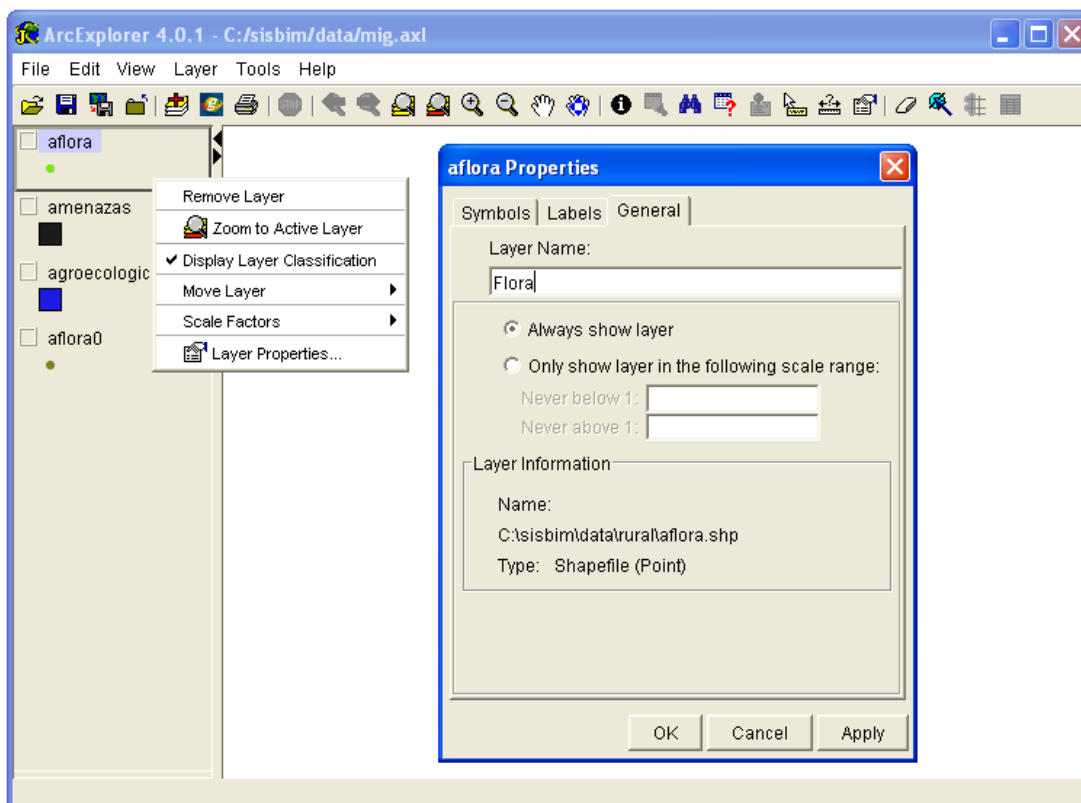 ArcExplorer 4.0.1 - C:/sisbim/data/mig.axl
File Edit View Layer Tools Help
STOP
aflora
amenazas
agroecologic
aflora0
Remove Layer
Zoom to Active Layer
Display Layer Classification
Move Layer
Scale Factors
Layer Properties...
aflora Properties
Symbols Labels General
Layer Name:
Flora
Always show layer
Only show layer in the following scale range:
Never below 1:
Never above 1:
Layer Information
Name:
C:\sisbim\data\rural\aflora.shp
Type: Shapefile (Point)
OK Cancel Apply